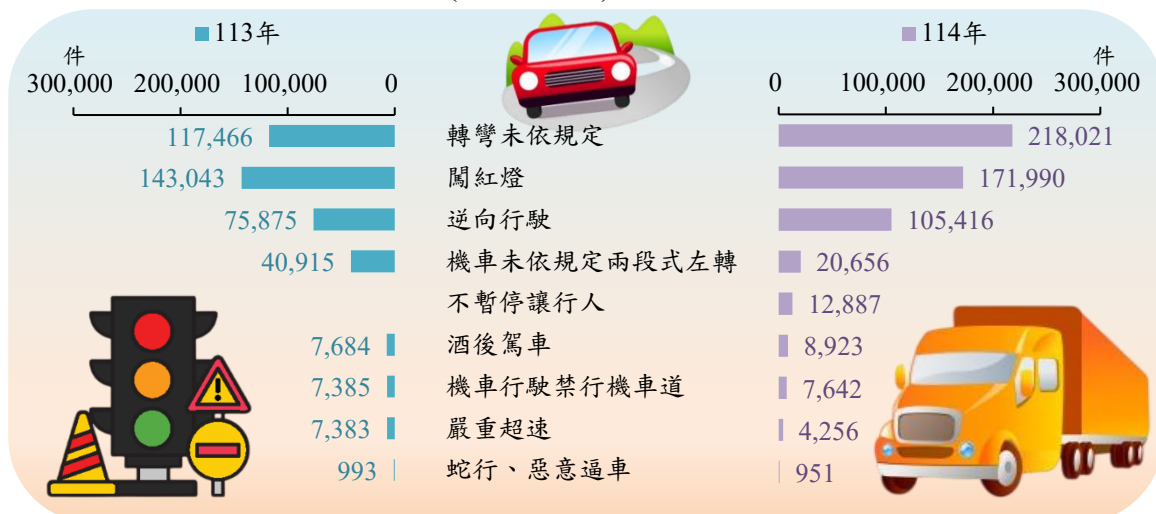 ■113年
■114年
件
件
300,000 200,000 100,000 0
0 100,000 200,000 300,000
117,466 轉彎未依規定 218,021
143,043 闖紅燈 171,990
75,875 逆向行駛 105,416
40,915 機車未依規定兩段式左轉 20,656
不暫停讓行人 12,887
7,684 酒後駕車 8,923
7,385 機車行駛禁行機車道 7,642
7,383 嚴重超速 4,256
993 蛇行、惡意逼車 951